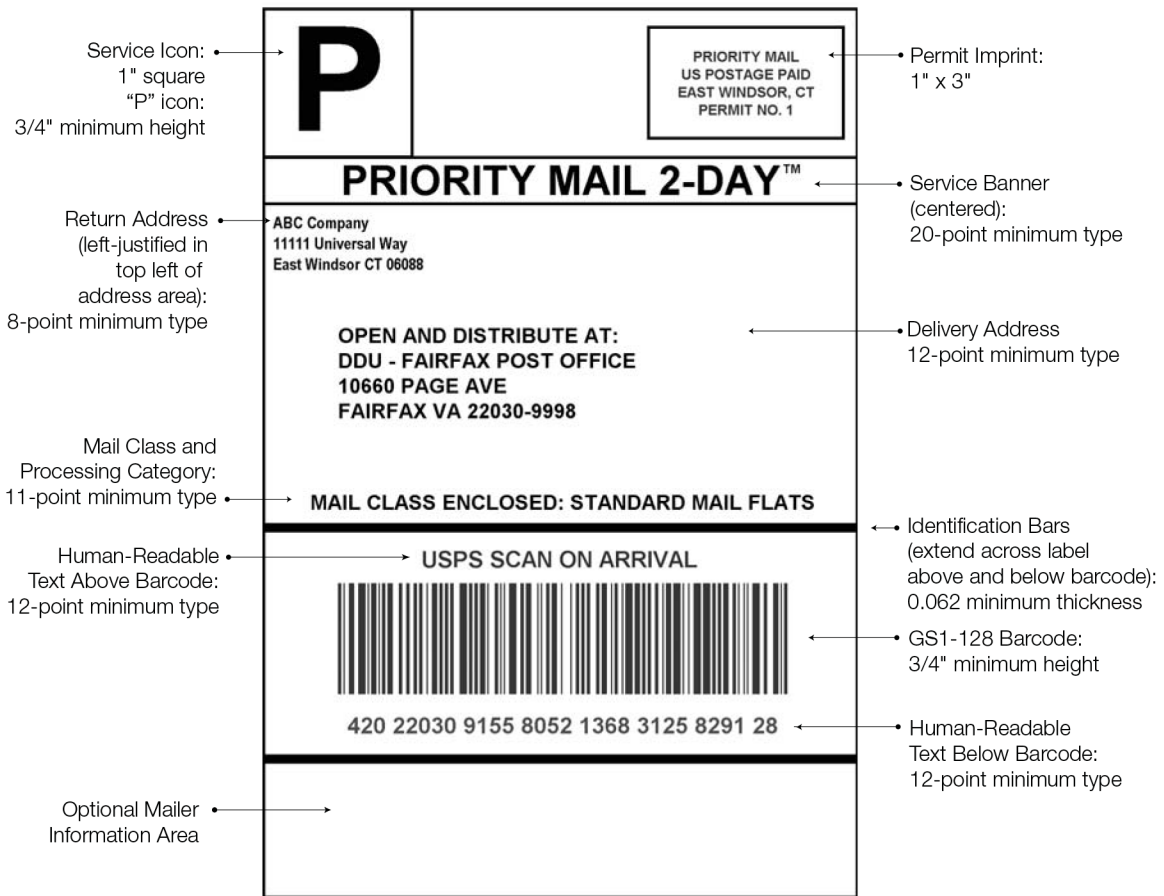 Service Icon:
1" square
“P” icon:
3/4" minimum height
P
PRIORITY MAIL
US POSTAGE PAID
EAST WINDSOR, CT
PERMIT NO. 1
Permit Imprint:
1" x 3"
PRIORITY MAIL 2-DAY™
Service Banner
(centered):
20-point minimum type
Return Address
(left-justified in
top left of
address area):
8-point minimum type
ABC Company
11111 Universal Way
East Windsor CT 06088
OPEN AND DISTRIBUTE AT:
DDU - FAIRFAX POST OFFICE
10660 PAGE AVE
FAIRFAX VA 22030-9998
Delivery Address
12-point minimum type
Mail Class and
Processing Category:
11-point minimum type
MAIL CLASS ENCLOSED: STANDARD MAIL FLATS
Identification Bars
(extend across label
above and below barcode):
0.062 minimum thickness
Human-Readable
Text Above Barcode:
12-point minimum type
USPS SCAN ON ARRIVAL
GS1-128 Barcode:
3/4" minimum height
420 22030 9155 8052 1368 3125 8291 28
Human-Readable
Text Below Barcode:
12-point minimum type
Optional Mailer
Information Area